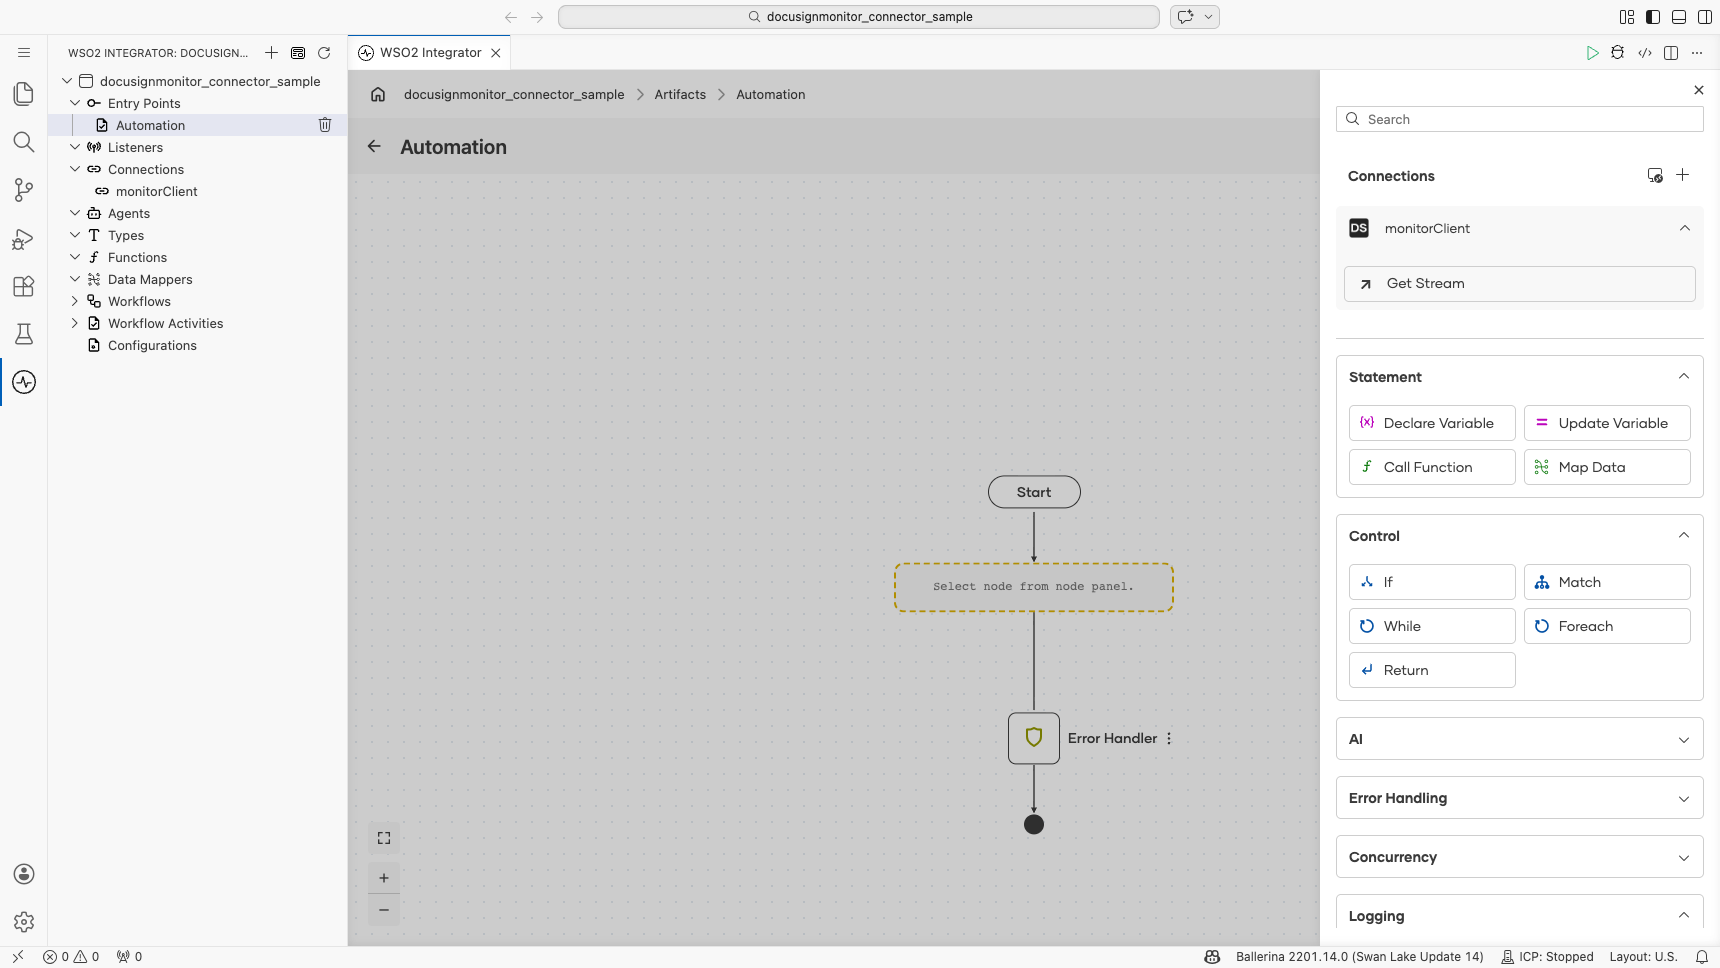 docusignmonitor_connector_sample
WSO2 INTEGRATOR: DOCUSIGN...
docusignmonitor_connector_sample
Entry Points
Automation
Listeners
Connections
monitorClient
Agents
Types
Functions
Data Mappers
Workflows
Workflow Activities
Configurations
WSO2 Integrator
docusignmonitor_connector_sample > Artifacts > Automation
Automation
Start
Select node from node panel.
Error Handler
Search
Connections
DS monitorClient
Get Stream
Statement
Declare Variable
Update Variable
Call Function
Map Data
Control
If
Match
While
Foreach
Return
AI
Error Handling
Concurrency
Logging
0 0 0
Ballerina 2201.14.0 (Swan Lake Update 14)
ICP: Stopped
Layout: U.S.